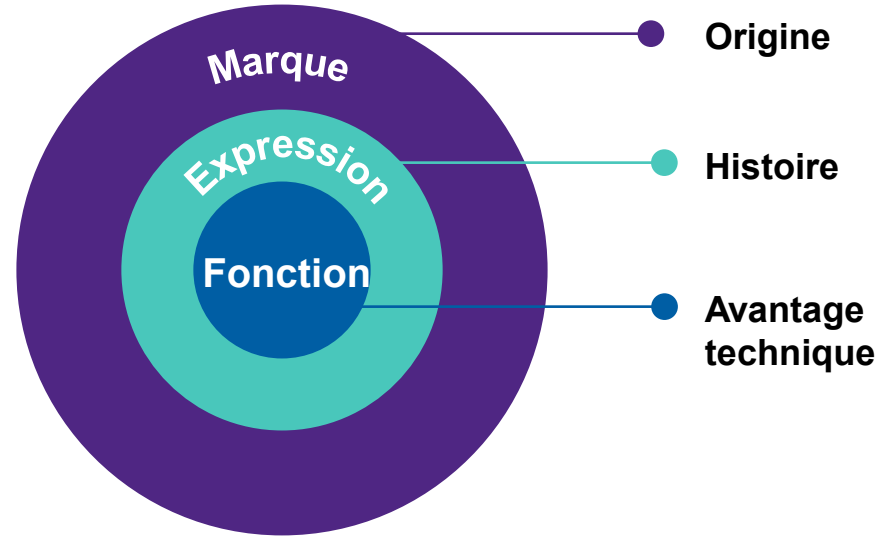 Marque
Origine
Expression
Histoire
Fonction
Avantage
technique